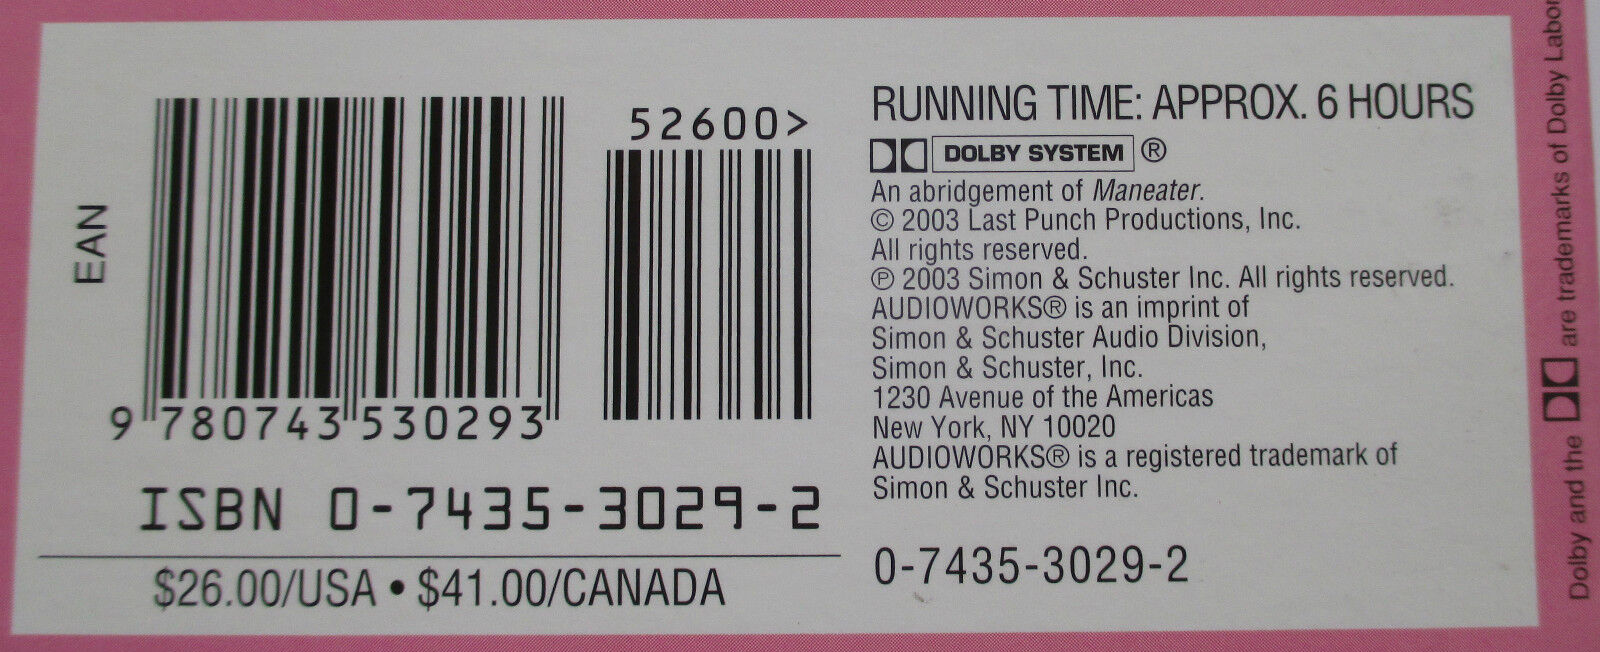 EAN
52600>
9 780743 530293
ISBN 0-7435-3029-2
$26.00/USA • $41.00/CANADA
RUNNING TIME: APPROX. 6 HOURS
DOLBY SYSTEM ®
An abridgement of Maneater.
© 2003 Last Punch Productions, Inc.
All rights reserved.
℗ 2003 Simon & Schuster Inc. All rights reserved.
AUDIOWORKS® is an imprint of
Simon & Schuster Audio Division,
Simon & Schuster, Inc.
1230 Avenue of the Americas
New York, NY 10020
AUDIOWORKS® is a registered trademark of
Simon & Schuster Inc.
0-7435-3029-2
Dolby and the are trademarks of Dolby Labor